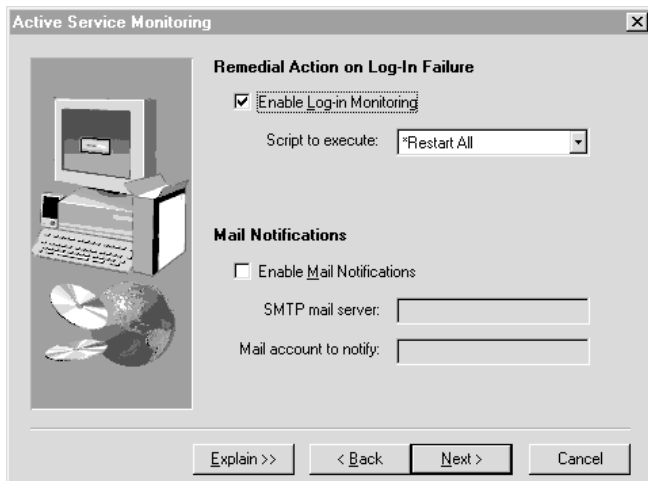 Active Service Monitoring
Remedial Action on Log-In Failure
Enable Log-in Monitoring
Script to execute: *Restart All
Mail Notifications
Enable Mail Notifications
SMTP mail server:
Mail account to notify:
Explain >> < Back Next > Cancel